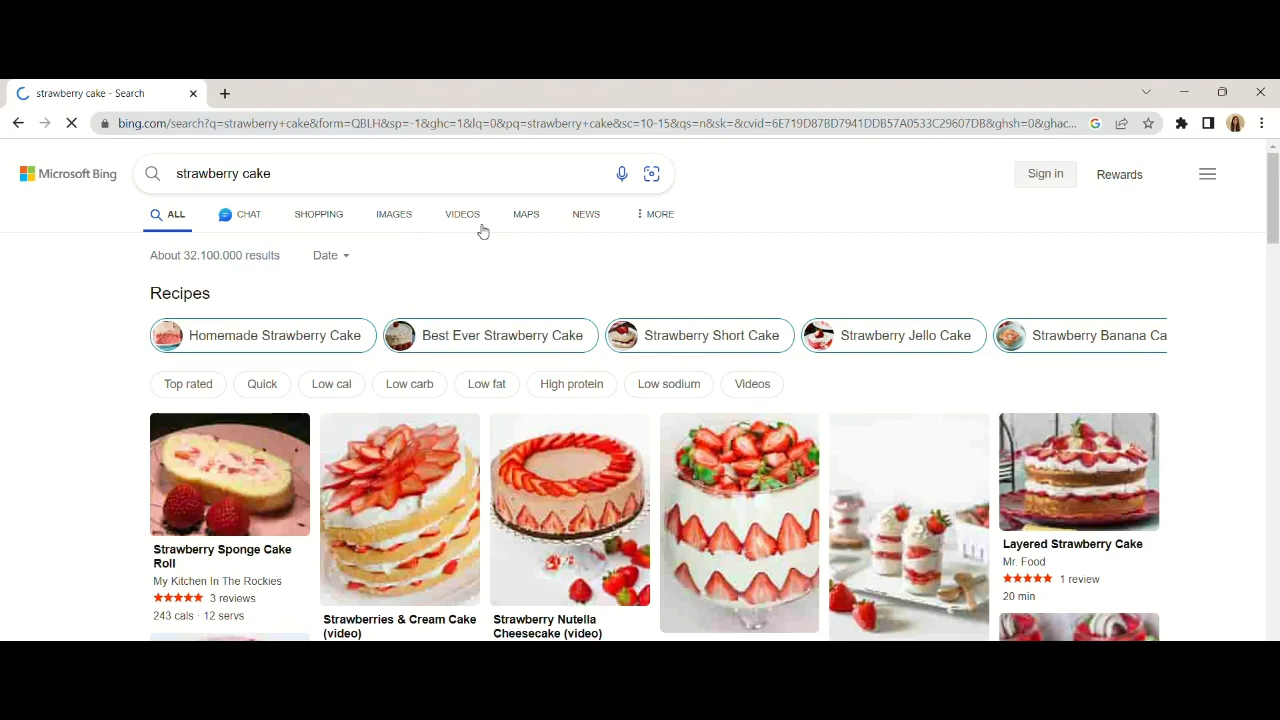 strawberry cake - Search
bing.com/search?q=strawberry+cake&form=QBLH&sp=-1&ghc=1&lq=0&pq=strawberry+cake&sc=10-15&qs=n&sk=&cvid=6E719D87BD7941DDB57A0533C29607DB&ghsh=0&ghac...
Microsoft Bing
strawberry cake
Sign in
Rewards
ALL
CHAT
SHOPPING
IMAGES
VIDEOS
MAPS
NEWS
MORE
About 32.100.000 results
Date
Recipes
Homemade Strawberry Cake
Best Ever Strawberry Cake
Strawberry Short Cake
Strawberry Jello Cake
Strawberry Banana Ca
Top rated
Quick
Low cal
Low carb
Low fat
High protein
Low sodium
Videos
Strawberry Sponge Cake
Roll
My Kitchen In The Rockies
3 reviews
243 cals · 12 servs
Strawberries & Cream Cake
(video)
Strawberry Nutella
Cheesecake (video)
Layered Strawberry Cake
Mr. Food
1 review
20 min